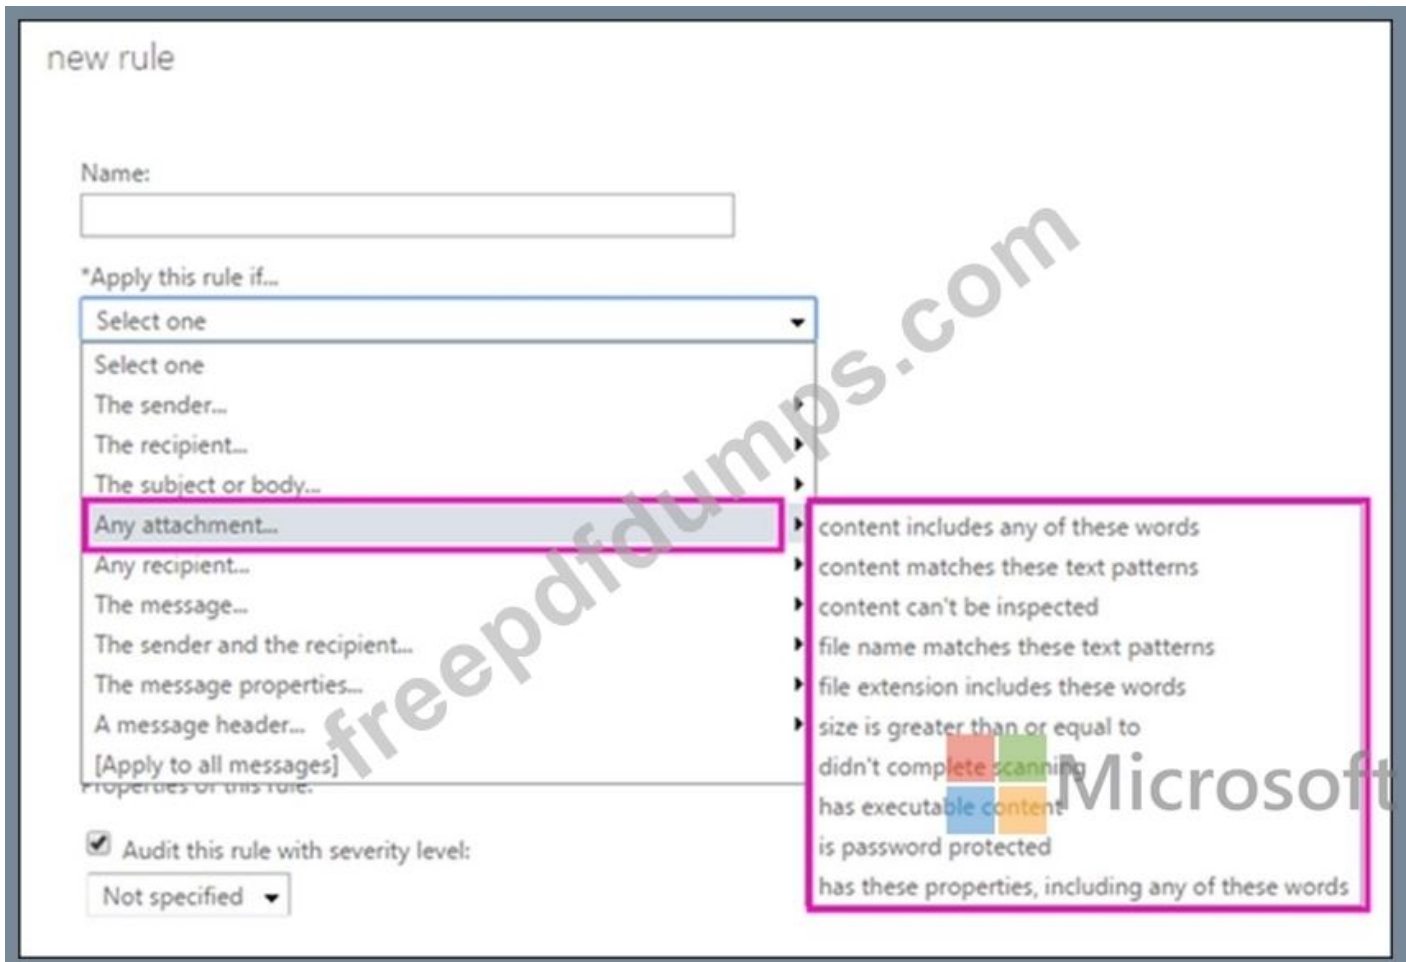 new rule
Name:
*Apply this rule if...
Select one
Select one
The sender...
The recipient...
The subject or body...
Any attachment...
Any recipient...
The message...
The sender and the recipient...
The message properties...
A message header...
[Apply to all messages]
content includes any of these words
content matches these text patterns
content can't be inspected
file name matches these text patterns
file extension includes these words
size is greater than or equal to
didn't complete scanning
has executable content
is password protected
has these properties, including any of these words
Properties of this rule:
Audit this rule with severity level:
Not specified
freepdfdumps.com
Microsoft